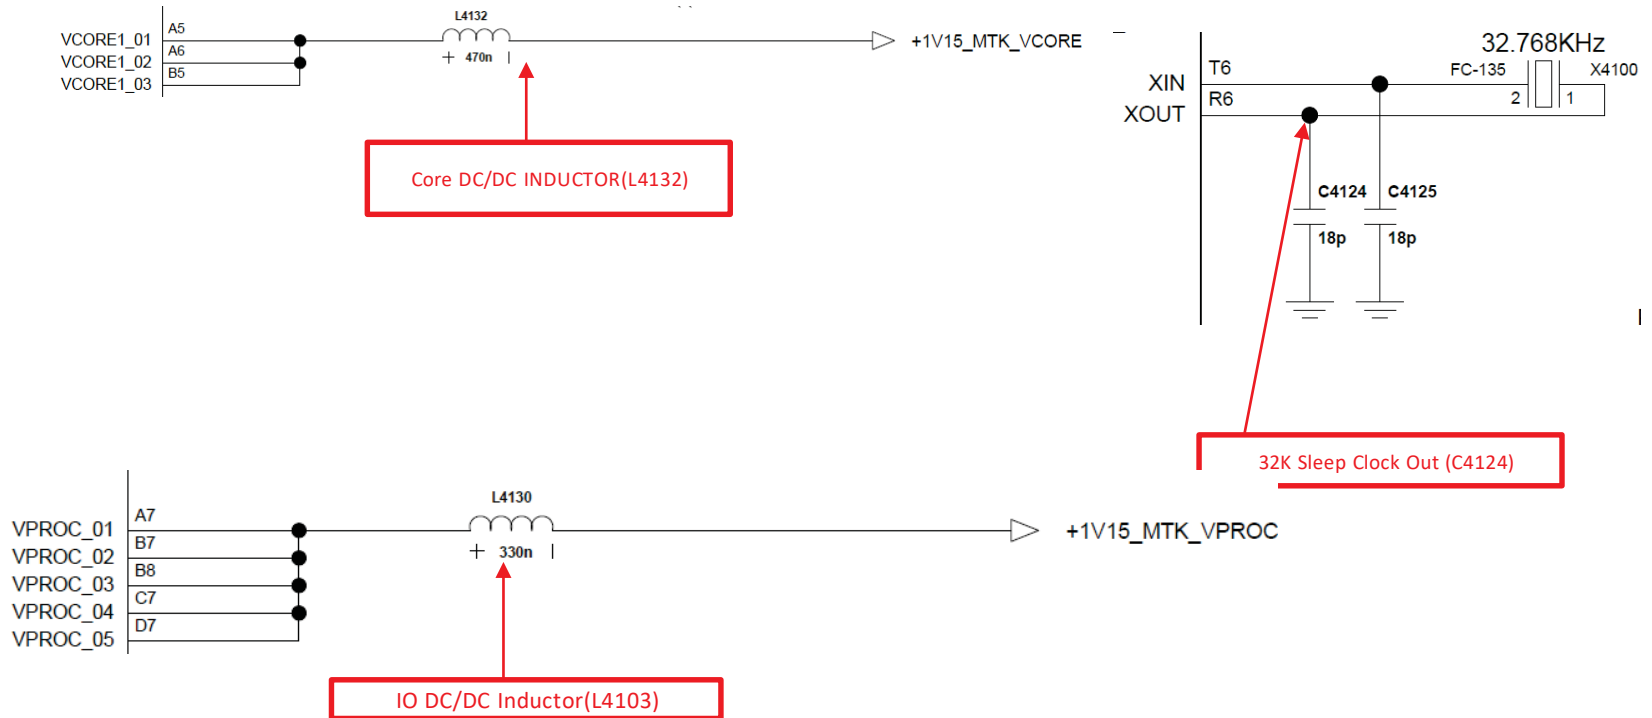 L4132
VCORE1_01
A5
+1V15_MTK_VCORE
VCORE1_02
A6
+ 470n
VCORE1_03
B5
Core DC/DC INDUCTOR(L4132)
32.768KHz
XIN
T6
FC-135
X4100
XOUT
R6
2
1
C4124
C4125
18p
18p
32K Sleep Clock Out (C4124)
L4130
VPROC_01
A7
+1V15_MTK_VPROC
VPROC_02
B7
+ 330n
VPROC_03
B8
VPROC_04
C7
VPROC_05
D7
IO DC/DC Inductor(L4103)